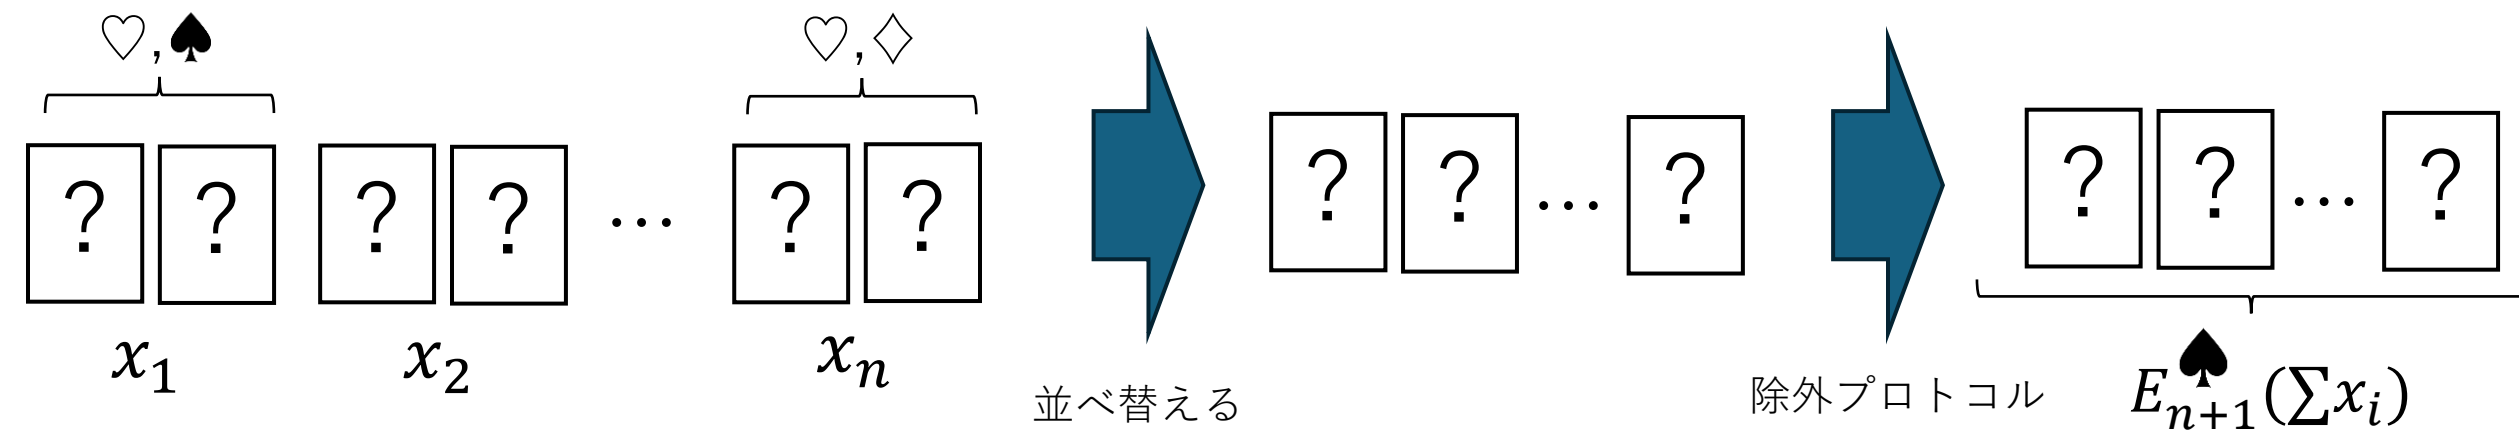 ♡,♠ ♡,♢
? ? ? ? ... ? ? ? ? ... ? ? ? ... ?
x₁ x₂ xₙ
並べ替える 除外プロトコル E♠ₙ₊₁(∑xᵢ)